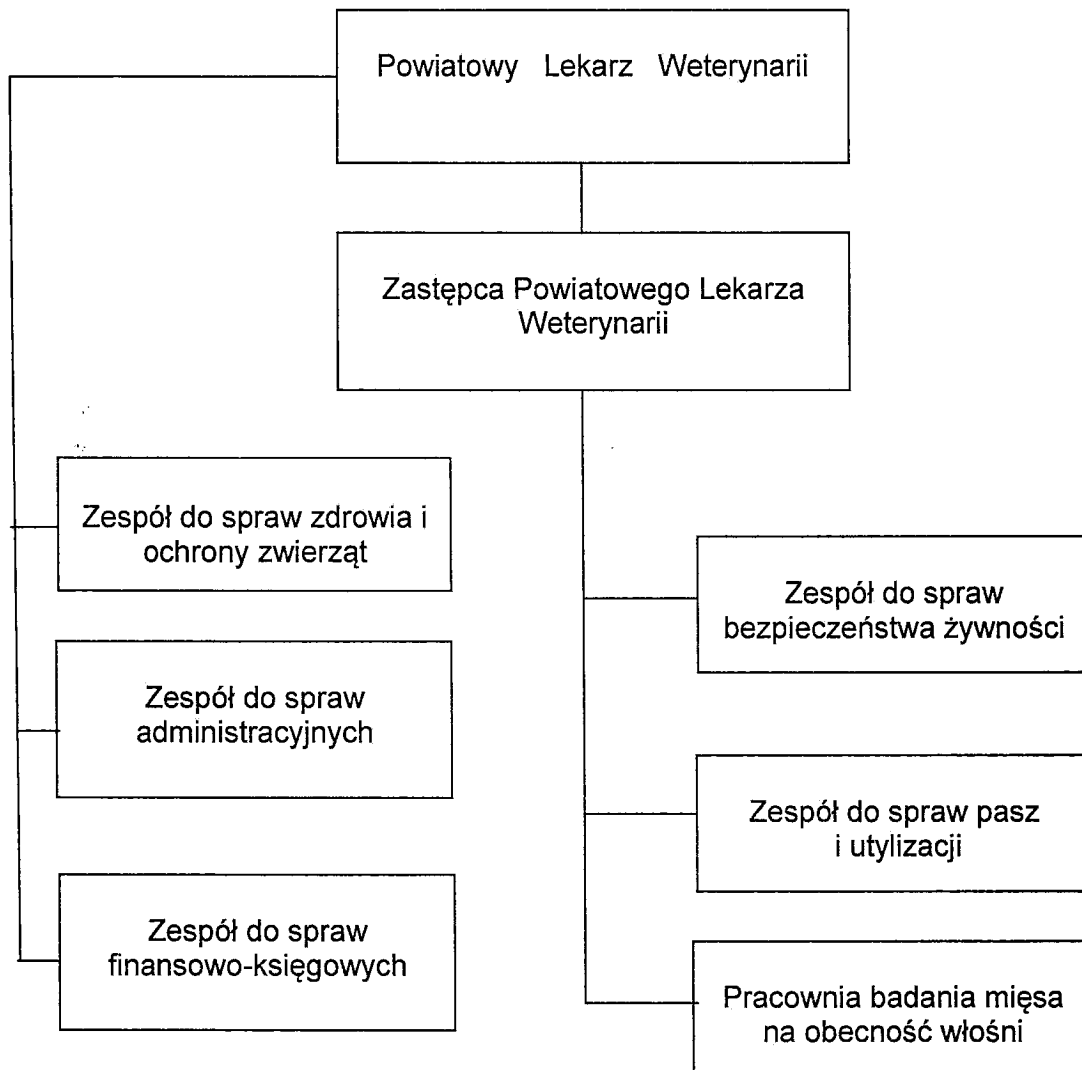 Powiatowy Lekarz Weterynarii
Zastępca Powiatowego Lekarza
Weterynarii
Zespół do spraw zdrowia i
ochrony zwierząt
Zespół do spraw
administracyjnych
Zespół do spraw
finansowo-księgowych
Zespół do spraw
bezpieczeństwa żywności
Zespół do spraw pasz
i utylizacji
Pracownia badania mięsa
na obecność włośni